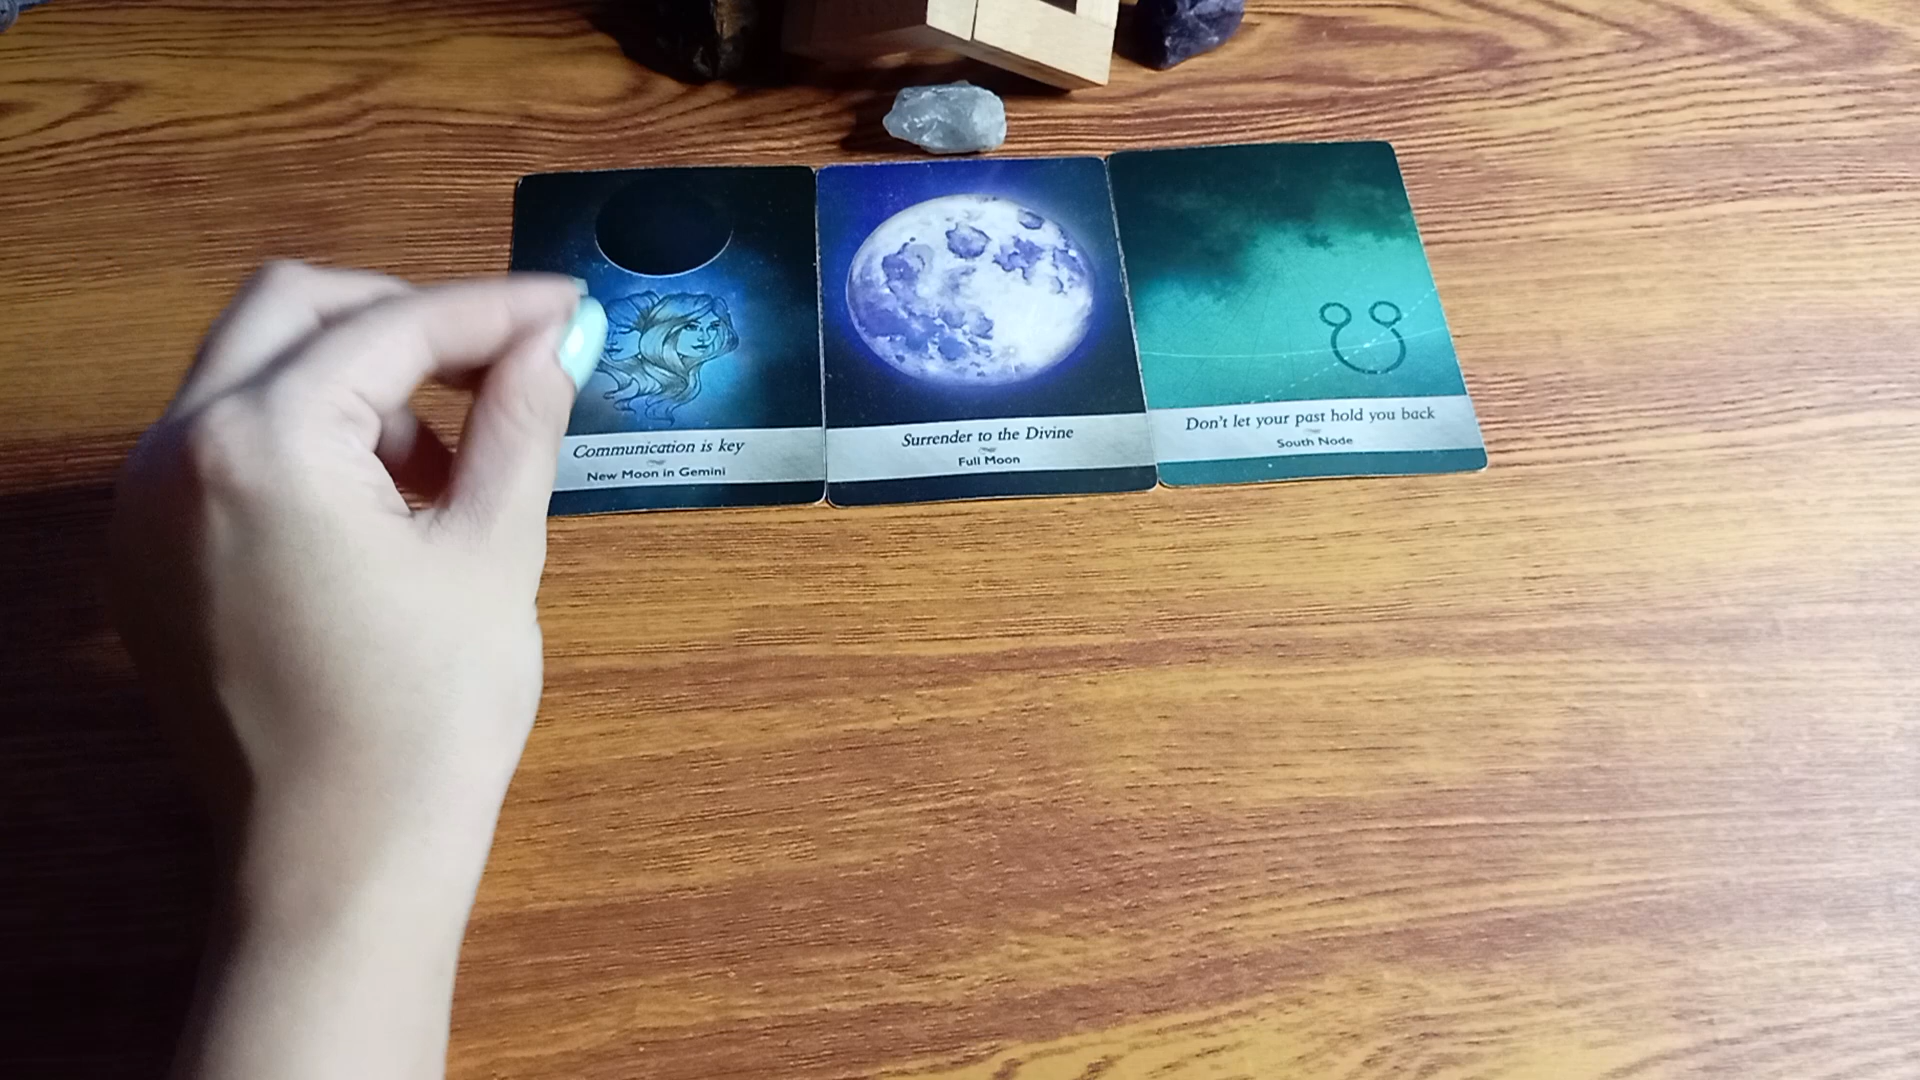 Communication is key
New Moon in Gemini
Surrender to the Divine
Full Moon
Don't let your past hold you back
South Node